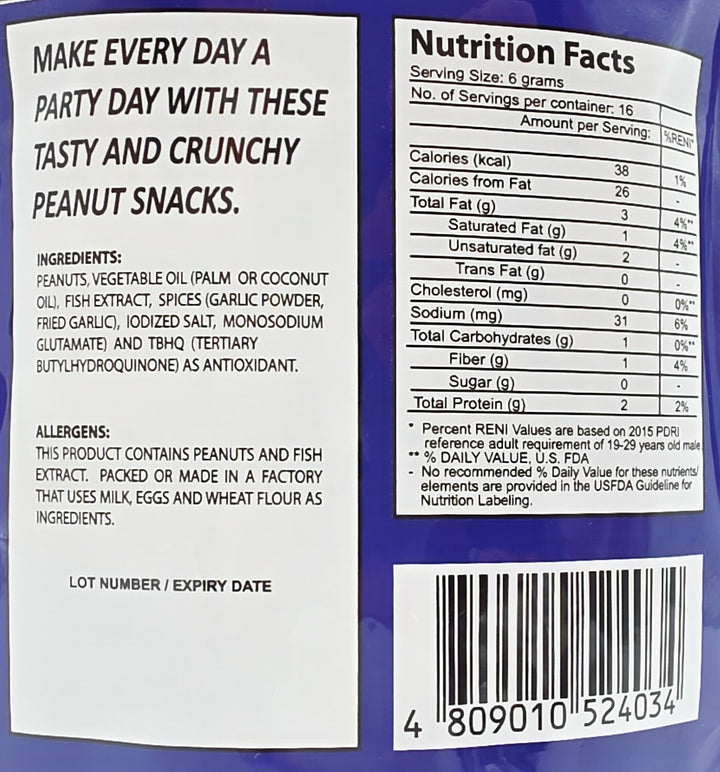 MAKE EVERY DAY A
PARTY DAY WITH THESE
TASTY AND CRUNCHY
PEANUT SNACKS.
INGREDIENTS:
PEANUTS, VEGETABLE OIL (PALM OR COCONUT
OIL), FISH EXTRACT, SPICES (GARLIC POWDER,
FRIED GARLIC), IODIZED SALT, MONOSODIUM
GLUTAMATE) AND TBHQ (TERTIARY
BUTYLHYDROQUINONE) AS ANTIOXIDANT.
ALLERGENS:
THIS PRODUCT CONTAINS PEANUTS AND FISH
EXTRACT. PACKED OR MADE IN A FACTORY
THAT USES MILK, EGGS AND WHEAT FLOUR AS
INGREDIENTS.
LOT NUMBER / EXPIRY DATE
Nutrition Facts
Serving Size: 6 grams
No. of Servings per container: 16
Amount per Serving: %RENI*
Calories (kcal) 38 1%
Calories from Fat 26 -
Total Fat (g) 3 4%**
Saturated Fat (g) 1 4%**
Unsaturated fat (g) 2 -
Trans Fat (g) 0 -
Cholesterol (mg) 0 0%**
Sodium (mg) 31 6%
Total Carbohydrates (g) 1 0%**
Fiber (g) 1 4%
Sugar (g) 0 -
Total Protein (g) 2 2%
* Percent RENI Values are based on 2015 PDRI
reference adult requirement of 19-29 years old male
** % DAILY VALUE, U.S. FDA
- No recommended % Daily Value for these nutrients/
elements are provided in the USFDA Guideline for
Nutrition Labeling.
4 809010 524034